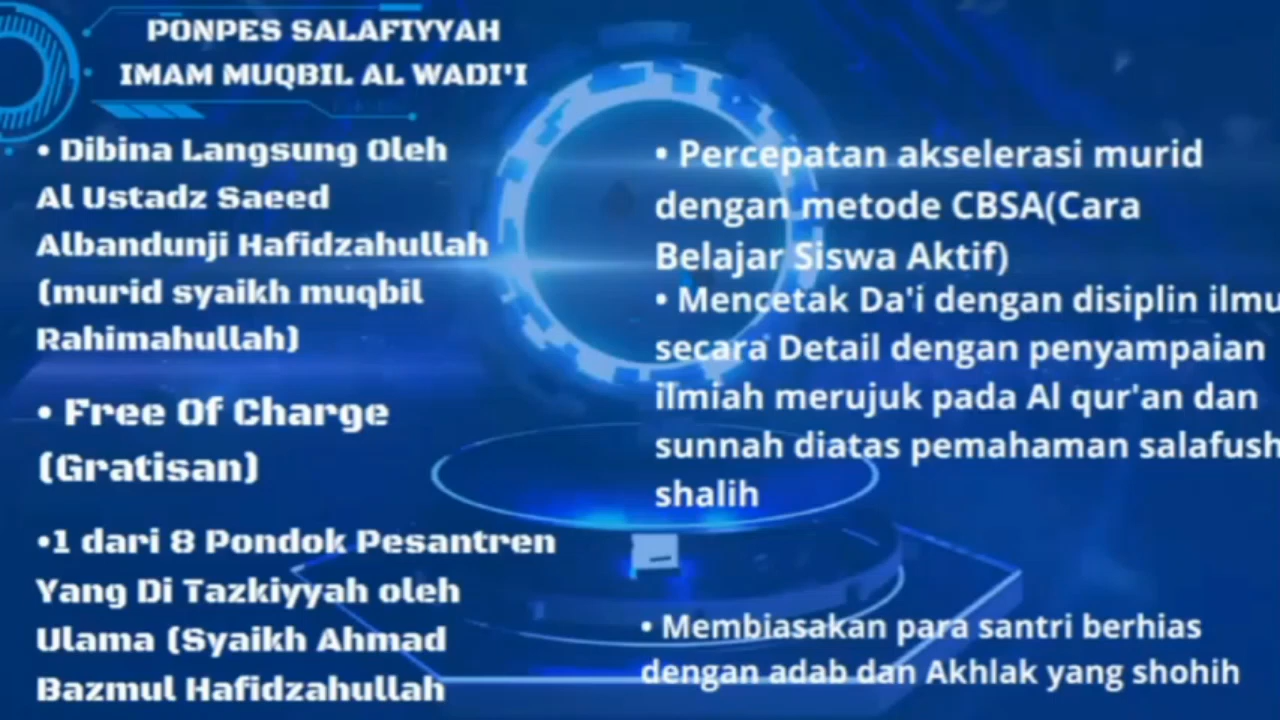 PONPES SALAFIYYAH
IMAM MUQBIL AL WADI'I
• Dibina Langsung Oleh
Al Ustadz Saeed
Albandunji Hafidzahullah
(murid syaikh muqbil
Rahimahullah)
• Free Of Charge
(Gratisan)
•1 dari 8 Pondok Pesantren
Yang Di Tazkiyyah oleh
Ulama (Syaikh Ahmad
Bazmul Hafidzahullah
• Percepatan akselerasi murid
dengan metode CBSA(Cara
Belajar Siswa Aktif)
• Mencetak Da'i dengan disiplin ilmu
secara Detail dengan penyampaian
ilmiah merujuk pada Al qur'an dan
sunnah diatas pemahaman salafush
shalih
• Membiasakan para santri berhias
dengan adab dan Akhlak yang shohih